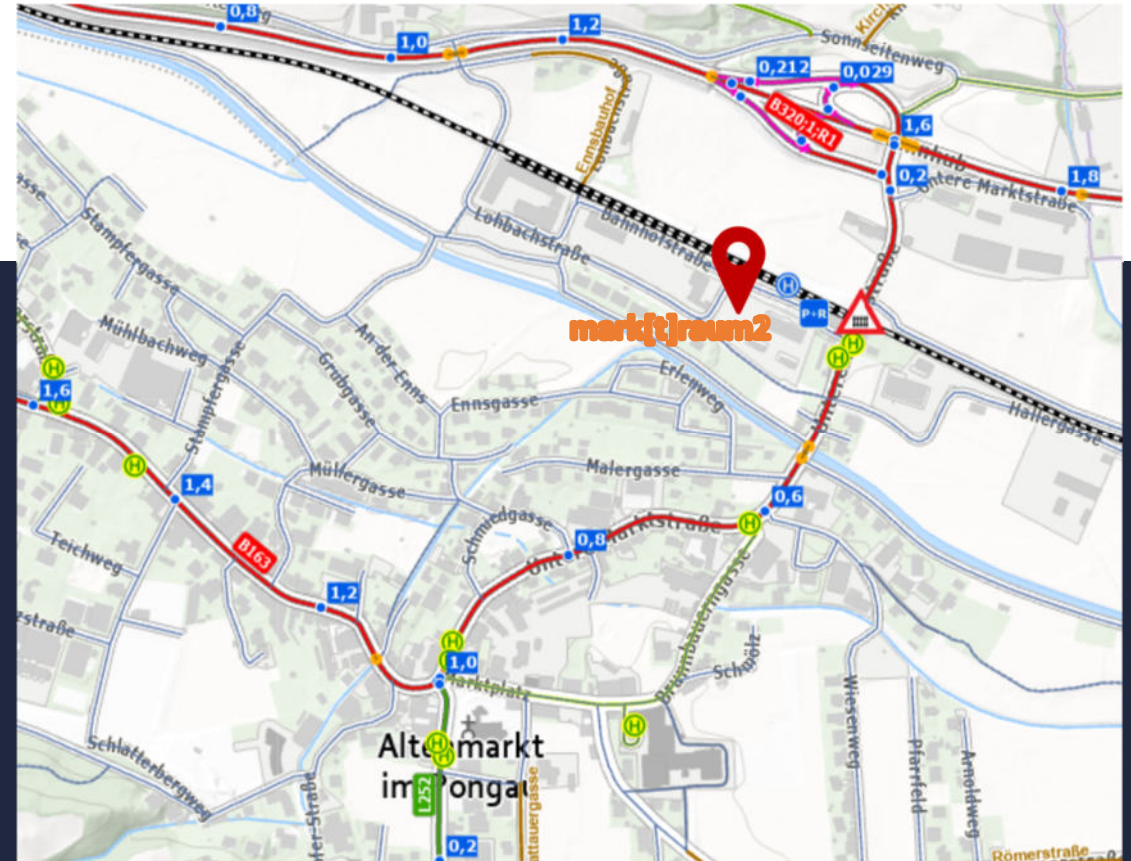 0,8
1,2
1,0
Sonnseitenweg
0,212
0,029
Ennsbauhof
B320;1;R1
1,6
1,8
0,2
Untere Marktstraße
Stampfergasse
Lohbachstraße
Bahnhofstraße
H
P+R
mark[t]raum2
Mühlbachweg
An der Enns
Grubgasse
H
H
H
Erlenweg
1,6
H
Ennsgasse
Hallergasse
Stampfergasse
H
Müllergasse
Malergasse
1,4
0,6
Schmiedgasse
H
0,8
Teichweg
B163
1,2
Brunnbauerngasse
H
1,0
Schmölz
Marktplatz
Wiesenweg
H
Altenmarkt
im Pongau
H
H
Schlatterbergweg
Pfarrfeld
Arnoldweg
L252
0,2
Römerstraße